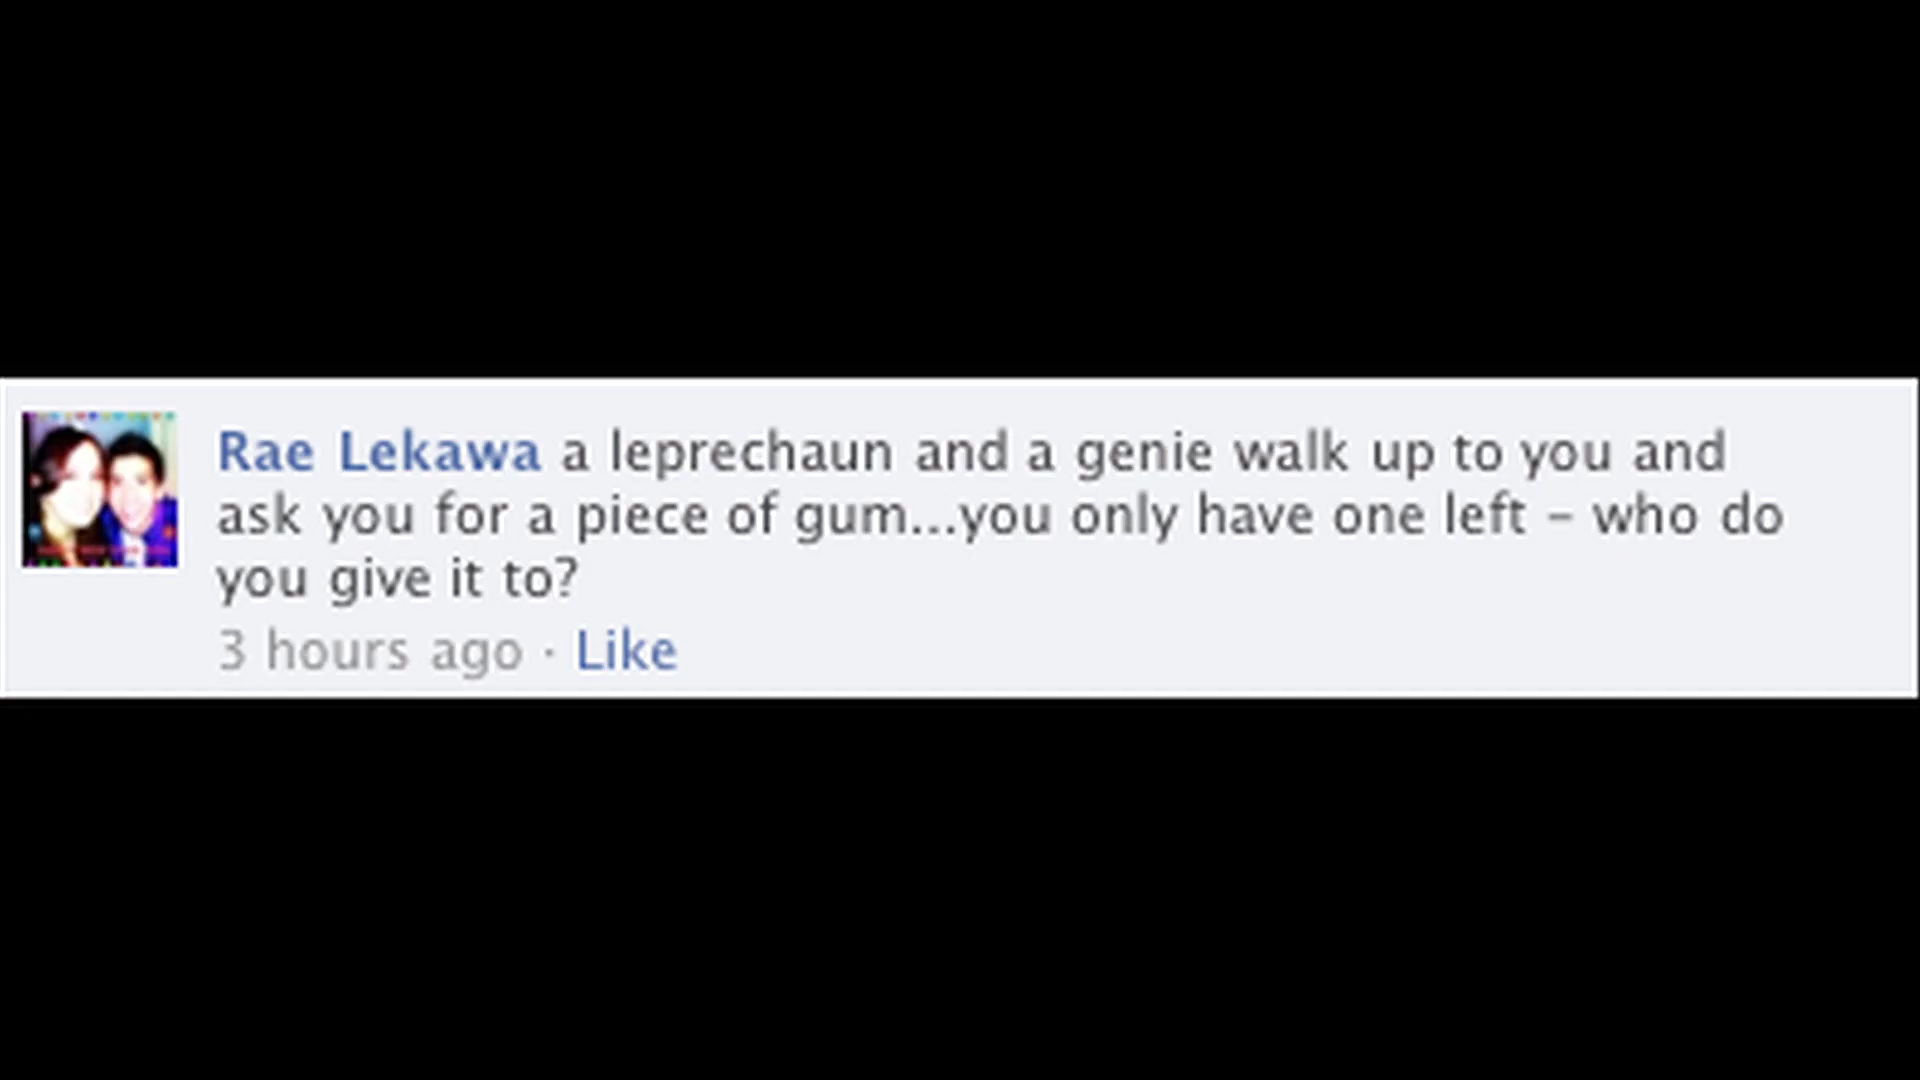 Rae Lekawa a leprechaun and a genie walk up to you and
ask you for a piece of gum...you only have one left – who do
you give it to?
3 hours ago · Like